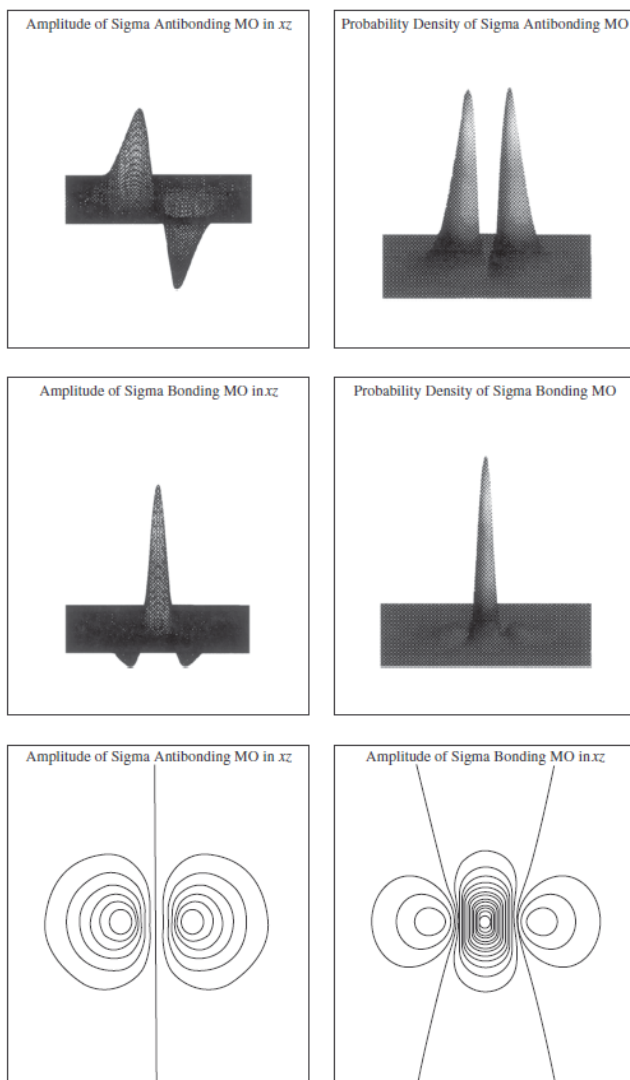 Amplitude of Sigma Antibonding MO in xz
Probability Density of Sigma Antibonding MO
Amplitude of Sigma Bonding MO in xz
Probability Density of Sigma Bonding MO
Amplitude of Sigma Antibonding MO in xz
Amplitude of Sigma Bonding MO in xz